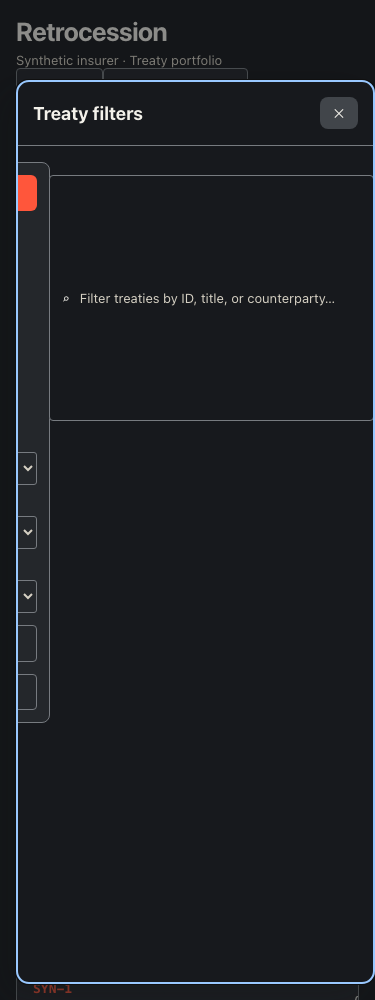 Retrocession
Synthetic insurer · Treaty portfolio
Treaty filters
Filter treaties by ID, title, or counterparty...
SYN-1